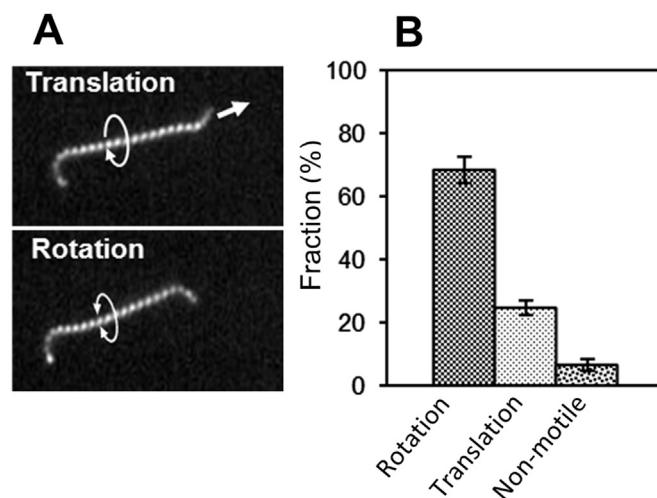 A
Translation
Rotation
B
100
80
60
40
20
0
Fraction (%)
Rotation
Translation
Non-motile